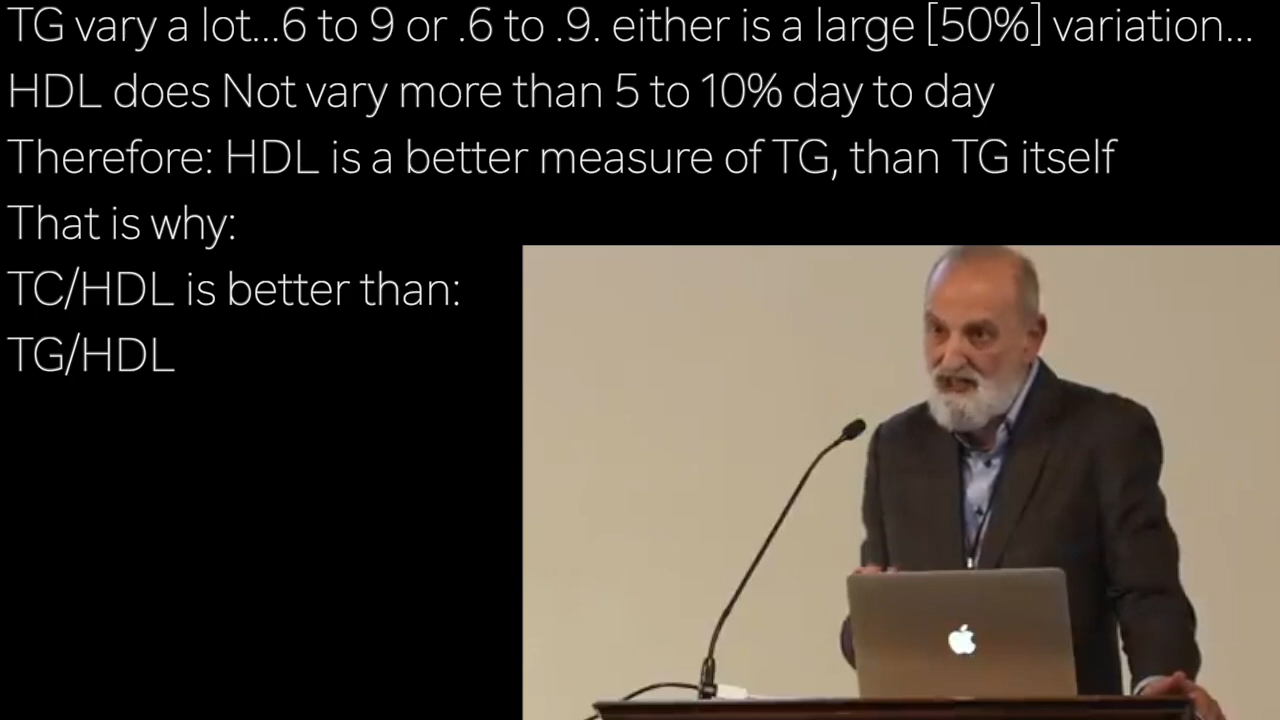 TG vary a lot...6 to 9 or .6 to .9. either is a large [50%] variation...
HDL does Not vary more than 5 to 10% day to day
Therefore: HDL is a better measure of TG, than TG itself
That is why:
TC/HDL is better than:
TG/HDL